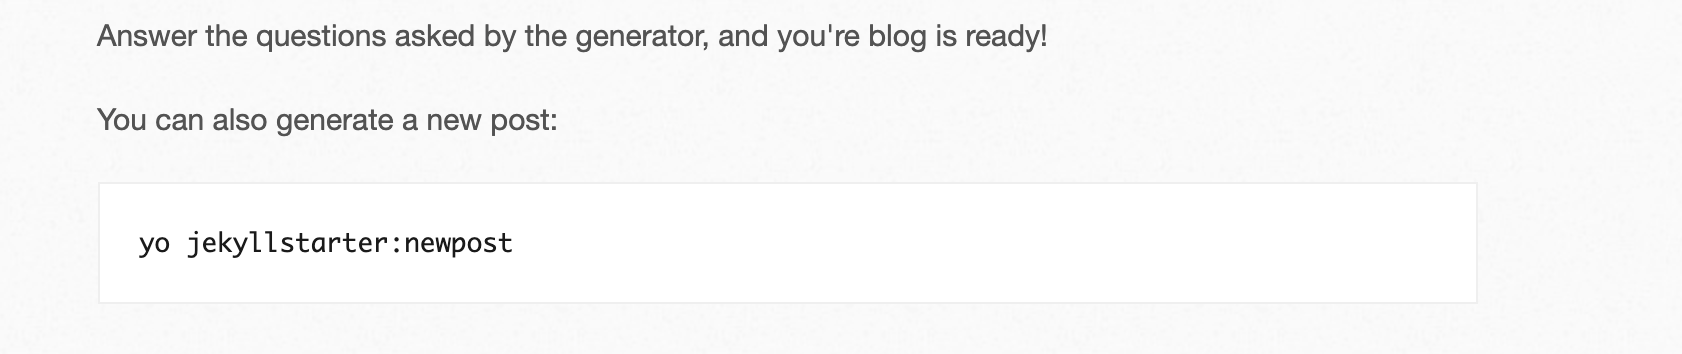 Answer the questions asked by the generator, and you're blog is ready!
You can also generate a new post:
yo jekyllstarter:newpost